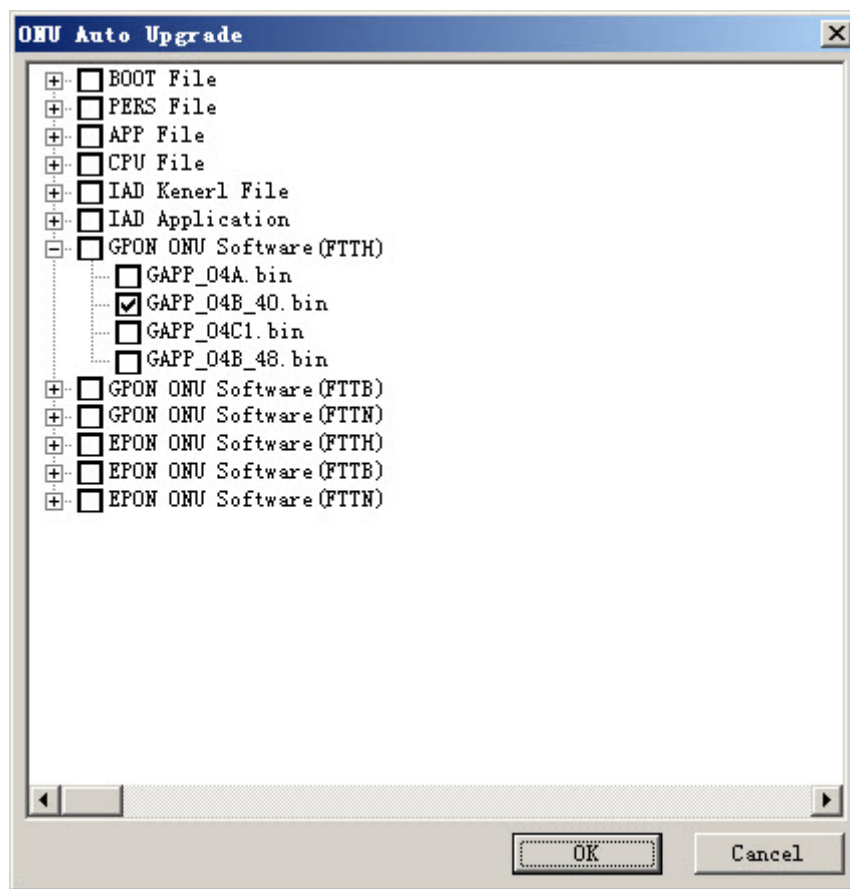 ONU Auto Upgrade
BOOT File
PERS File
APP File
CPU File
IAD Kenerl File
IAD Application
GPON ONU Software(FTTH)
GAPP_04A.bin
GAPP_04B_40.bin
GAPP_04C1.bin
GAPP_04B_48.bin
GPON ONU Software(FTTB)
GPON ONU Software(FTTN)
EPON ONU Software(FTTH)
EPON ONU Software(FTTB)
EPON ONU Software(FTTN)
OK Cancel